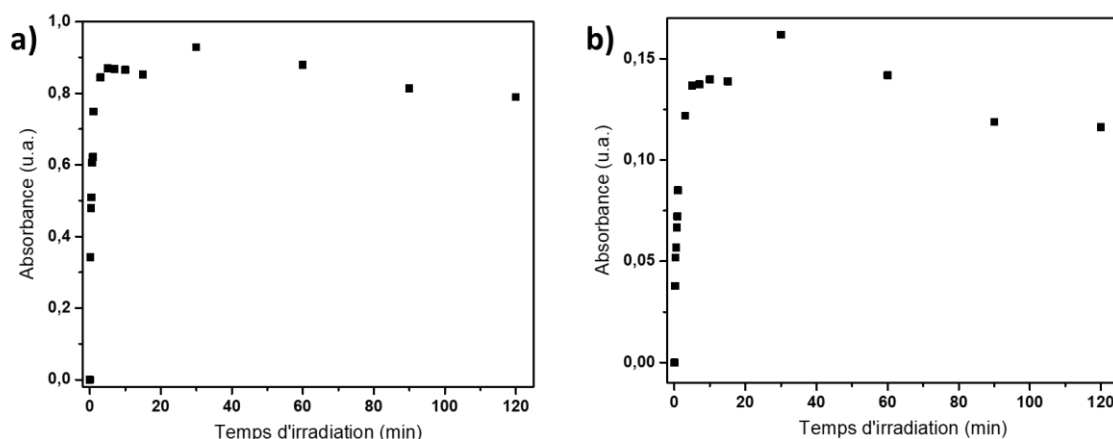 a)
1,0
0,8
0,6
0,4
0,2
0,0
Absorbance (u.a.)
0 20 40 60 80 100 120
Temps d'irradiation (min)
b)
0,15
0,10
0,05
0,00
Absorbance (u.a.)
0 20 40 60 80 100 120
Temps d'irradiation (min)